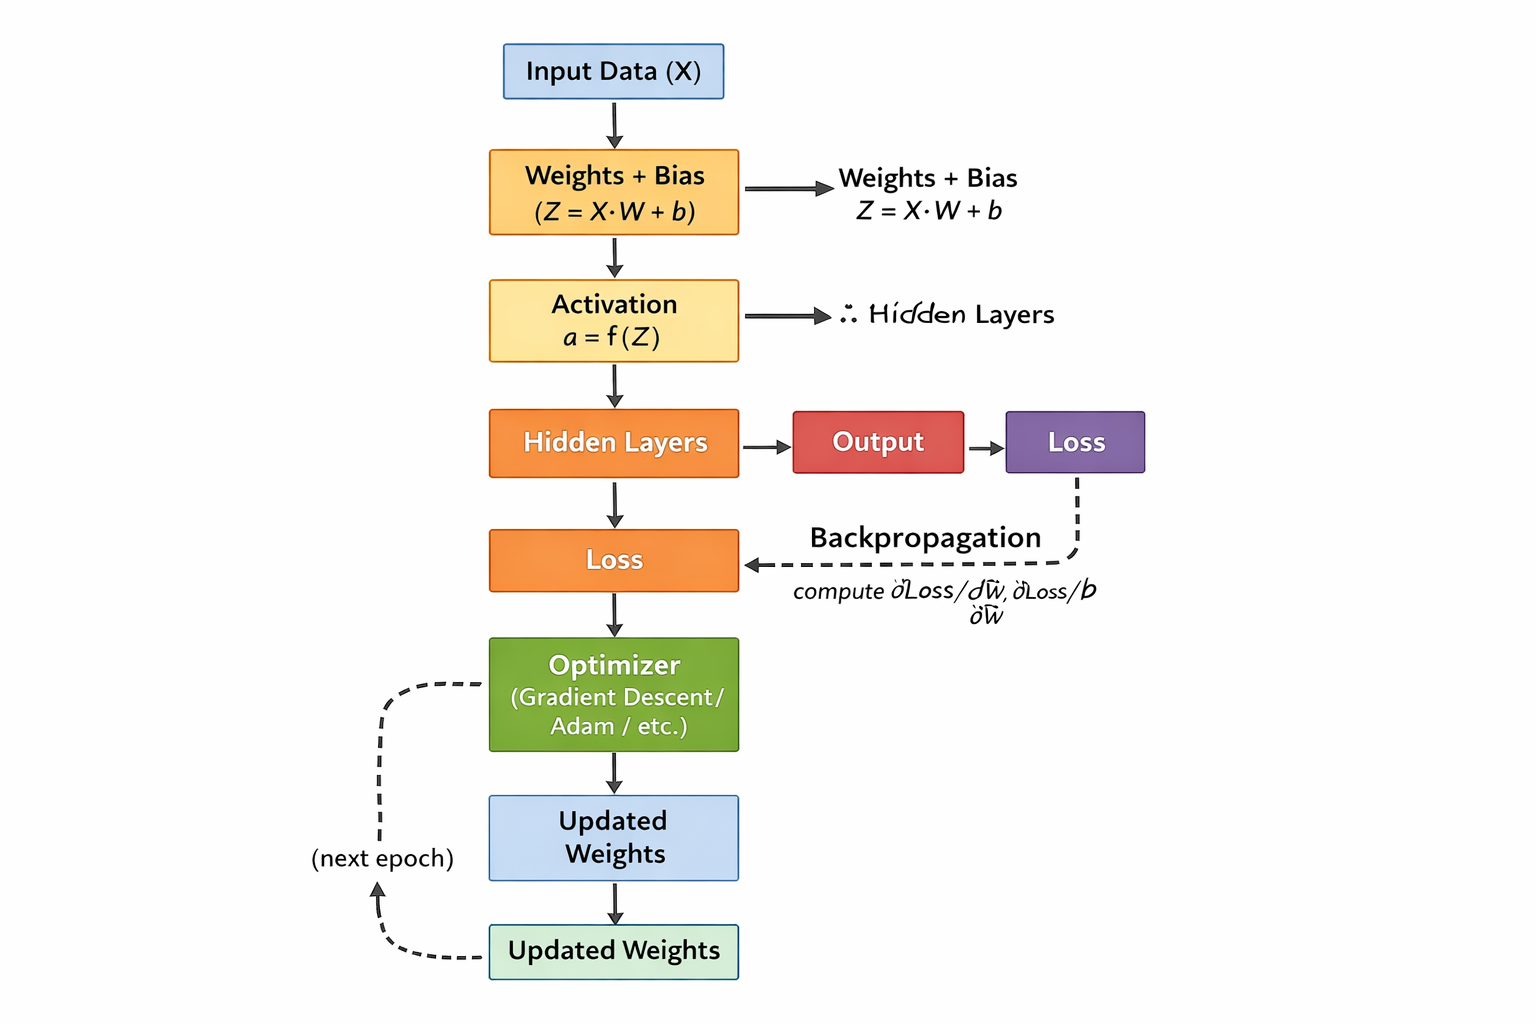 Input Data (X)
Weights + Bias
(Z = X·W + b)
Weights + Bias
Z = X·W + b
Activation
a = f(Z)
Hidden Layers
Hidden Layers
Output
Loss
Loss
Backpropagation
compute Loss/ Loss/b
Optimizer
(Gradient Descent/
Adam / etc.)
Updated
Weights
(next epoch)
Updated Weights